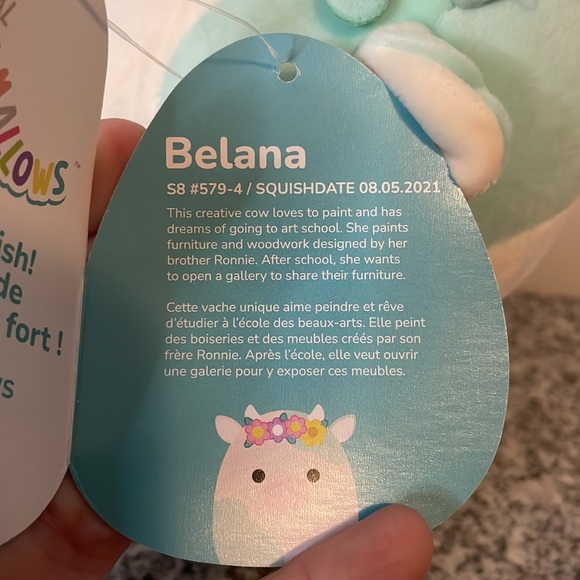 LLOWS™
ish!
de
fort !
ws
Belana
S8 #579-4 / SQUISHDATE 08.05.2021
This creative cow loves to paint and has
dreams of going to art school. She paints
furniture and woodwork designed by her
brother Ronnie. After school, she wants
to open a gallery to share their furniture.
Cette vache unique aime peindre et rêve
d'étudier à l'école des beaux-arts. Elle peint
des boiseries et des meubles créés par son
frère Ronnie. Après l'école, elle veut ouvrir
une galerie pour y exposer ces meubles.